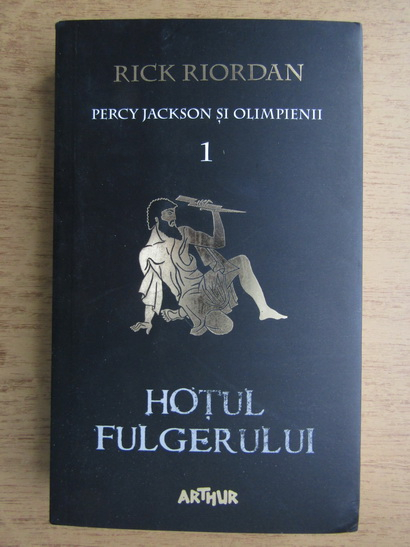 RICK RIORDAN
PERCY JACKSON ȘI OLIMPIENII
1
HOȚUL
FULGERULUI
ARTHUR